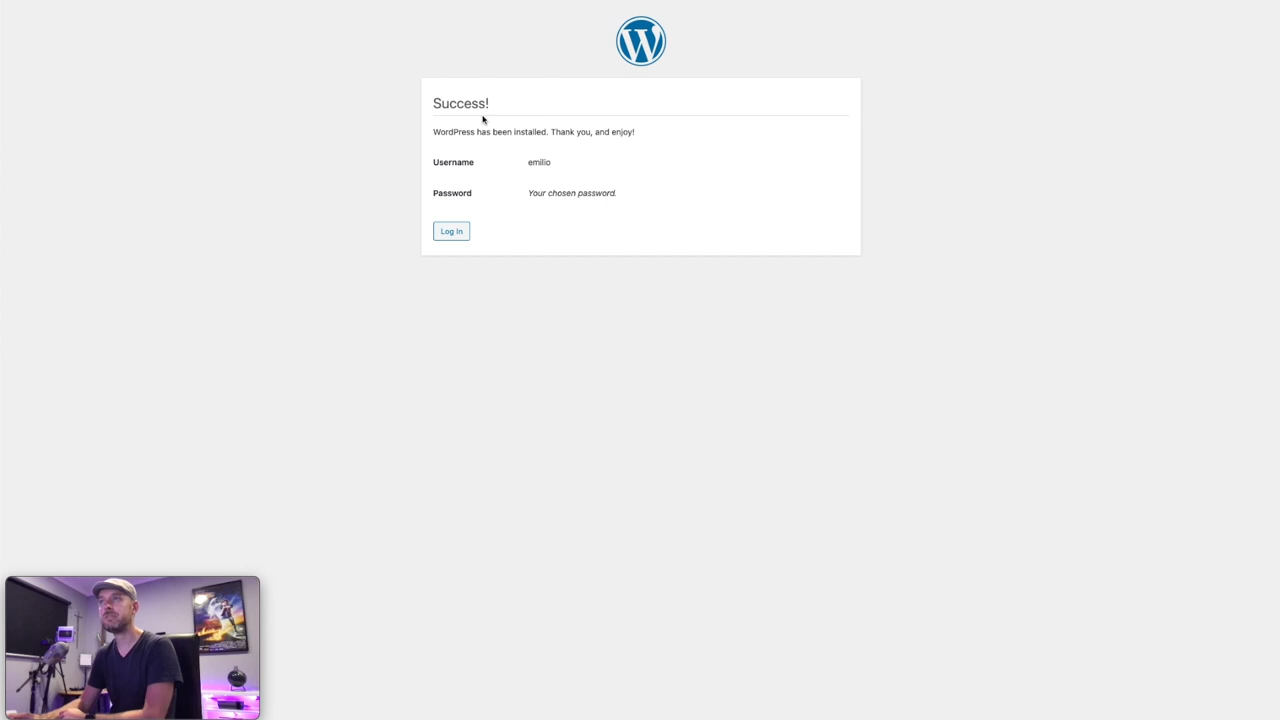 Success!
WordPress has been installed. Thank you, and enjoy!
Username emilio
Password Your chosen password.
Log In